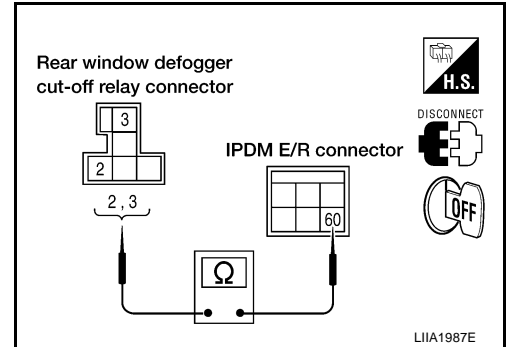 Rear window defogger
cut-off relay connector
3
2
2 , 3
IPDM E/R connector
60
Ω
H.S.
DISCONNECT
OFF
LIIA1987E